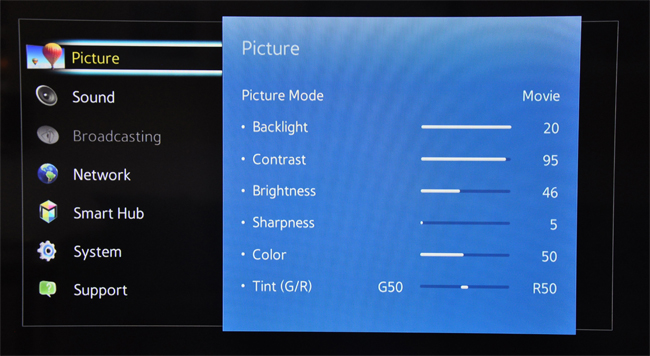 Picture
Sound
Broadcasting
Network
Smart Hub
System
Support
Picture
Picture Mode Movie
• Backlight 20
• Contrast 95
• Brightness 46
• Sharpness 5
• Color 50
• Tint (G/R) G50 R50